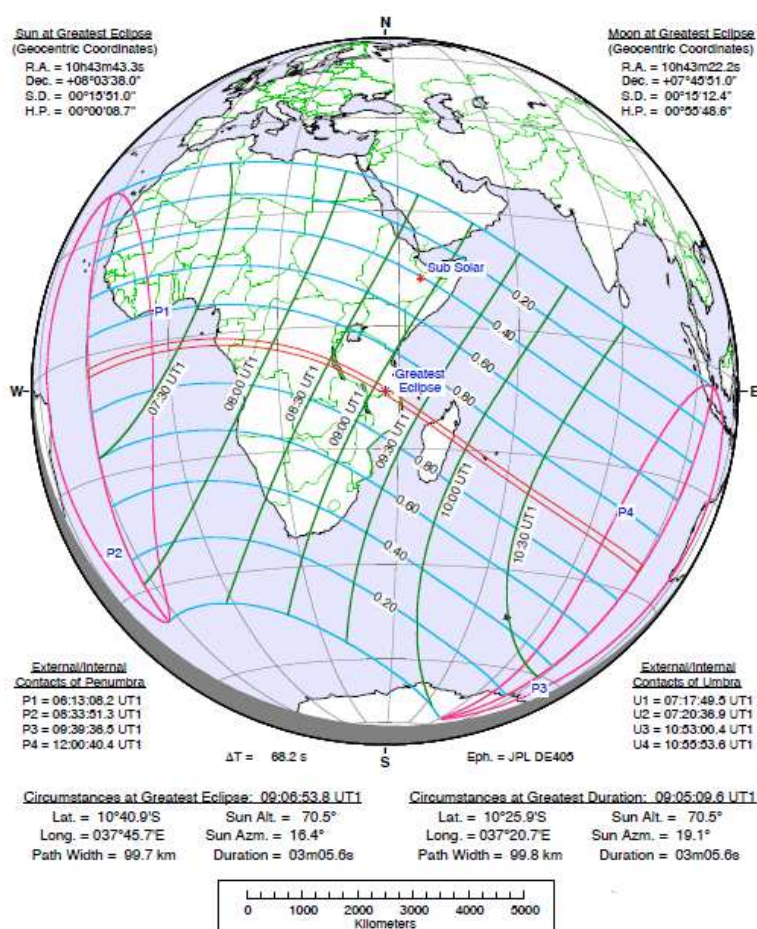 N
Sun at Greatest Eclipse
(Geocentric Coordinates)
R.A. = 10h43m43.3s
Dec. = +08°03'38.0"
S.D. = 00°15'51.0"
H.P. = 00°00'08.7"
Moon at Greatest Eclipse
(Geocentric Coordinates)
R.A. = 10h43m22.2s
Dec. = +07°45'51.0"
S.D. = 00°15'12.4"
H.P. = 00°55'48.6"
Sub Solar
P1
0.20
0.40
0.60
0.80
W
Greatest
Eclipse
E
07:30 UT1
08:00 UT1
08:30 UT1
09:00 UT1
09:30 UT1
10:00 UT1
10:30 UT1
0.80
0.60
0.40
0.20
P4
P2
P3
External/Internal
Contacts of Penumbra
P1 = 06:13:08.2 UT1
P2 = 08:33:51.3 UT1
P3 = 09:39:36.5 UT1
P4 = 12:00:40.4 UT1
External/Internal
Contacts of Umbra
U1 = 07:17:49.5 UT1
U2 = 07:20:36.9 UT1
U3 = 10:53:00.4 UT1
U4 = 10:55:53.6 UT1
ΔT = 68.2 s
S
Eph. = JPL DE405
Circumstances at Greatest Eclipse: 09:06:53.8 UT1
Lat. = 10°40.9'S Sun Alt. = 70.5°
Long. = 037°45.7'E Sun Azm. = 16.4°
Path Width = 99.7 km Duration = 03m05.6s
Circumstances at Greatest Duration: 09:05:09.6 UT1
Lat. = 10°25.9'S Sun Alt. = 70.5°
Long. = 037°20.7'E Sun Azm. = 19.1°
Path Width = 99.8 km Duration = 03m05.6s
0 1000 2000 3000 4000 5000
Kilometers